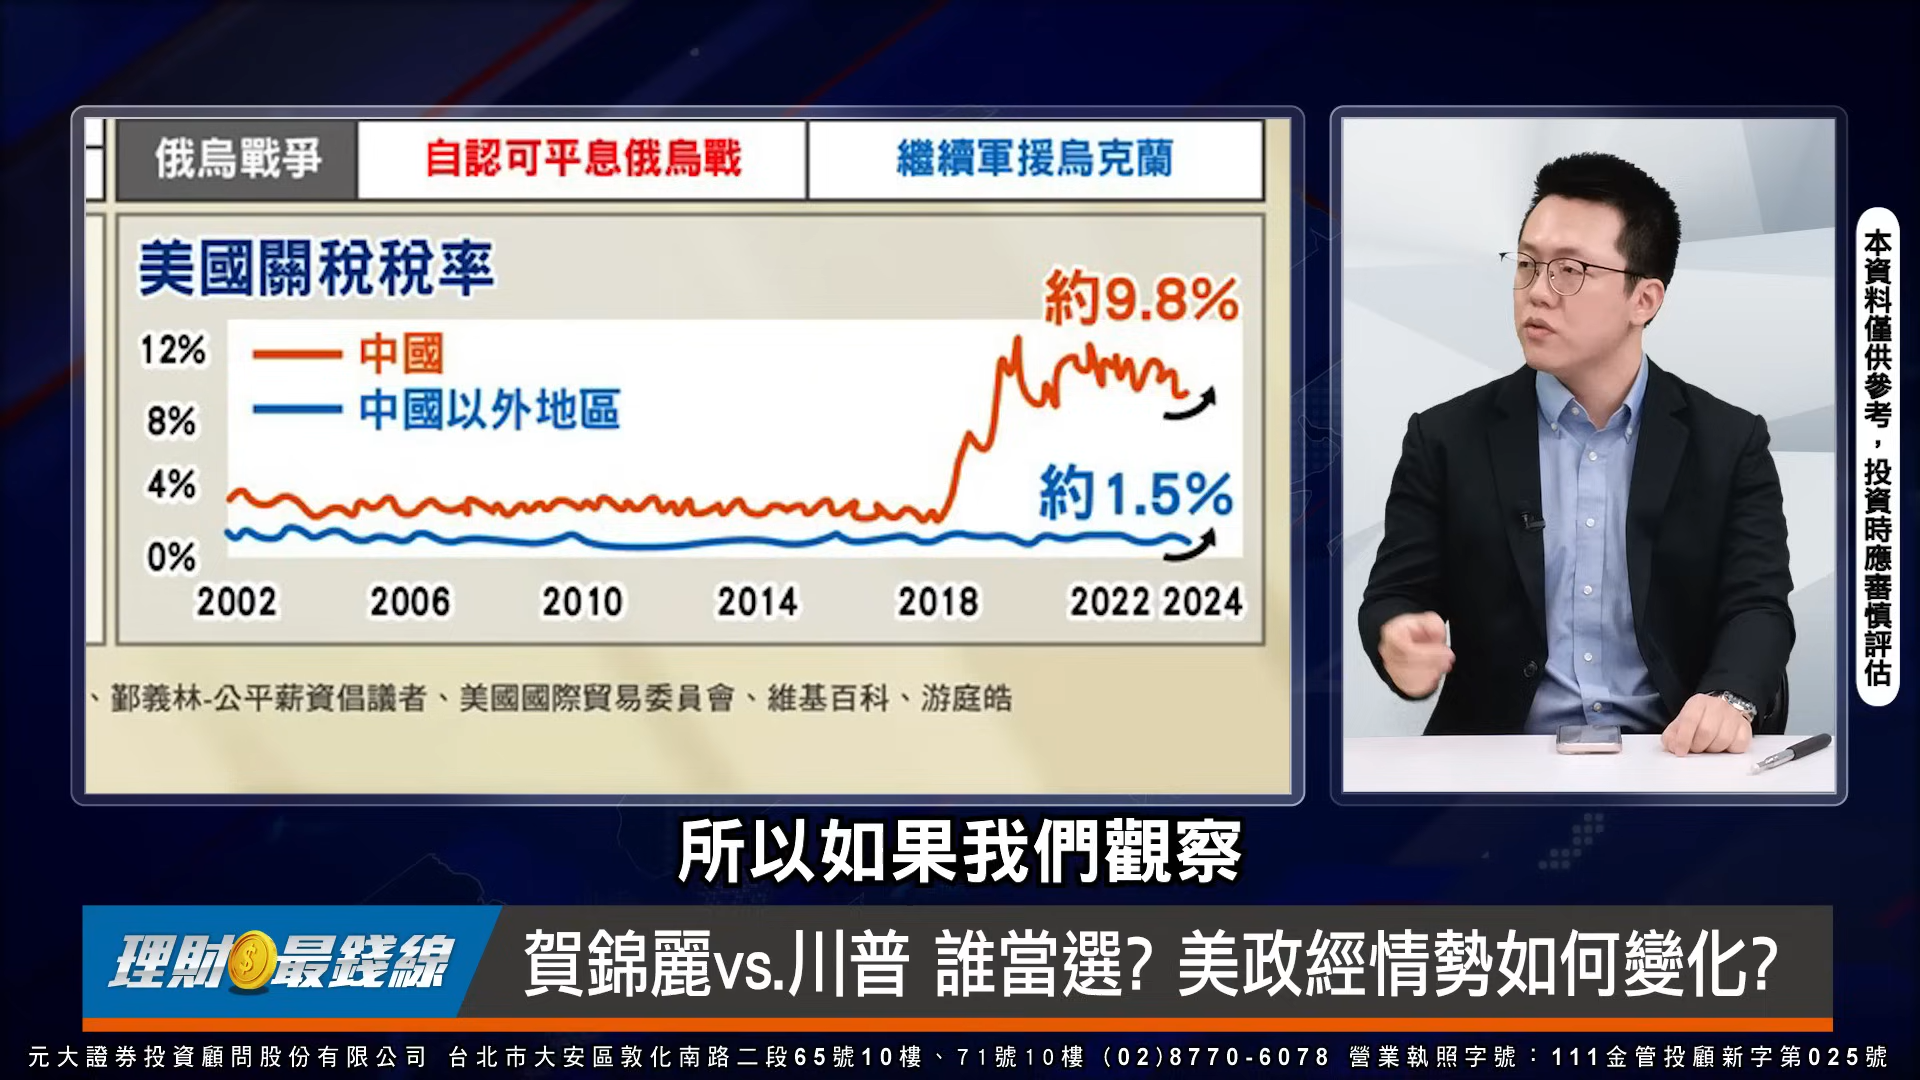 俄烏戰爭 自認可平息俄烏戰 繼續軍援烏克蘭
美國關稅稅率
約9.8%
12%
中國
中國以外地區
8%
4%
約1.5%
0%
2002 2006 2010 2014 2018 2022 2024
、鄞義林-公平薪資倡議者、美國國際貿易委員會、維基百科、游庭皓
本資料僅供參考，投資時應審慎評估
所以如果我們觀察
理財最錢線
賀錦麗vs.川普 誰當選? 美政經情勢如何變化?
元大證券投資顧問股份有限公司 台北市大安區敦化南路二段65號10樓、71號10樓 (02)8770-6078 營業執照字號：111金管投顧新字第025號